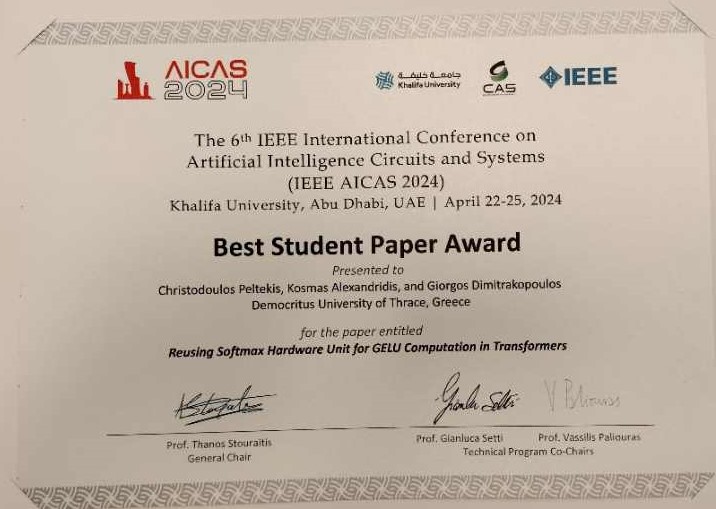 AICAS
2024
جامعة خليفة
Khalifa University
CAS
IEEE
The 6th IEEE International Conference on
Artificial Intelligence Circuits and Systems
(IEEE AICAS 2024)
Khalifa University, Abu Dhabi, UAE | April 22-25, 2024
Best Student Paper Award
Presented to
Christodoulos Peltekis, Kosmas Alexandridis, and Giorgos Dimitrakopoulos
Democritus University of Thrace, Greece
for the paper entitled
Reusing Softmax Hardware Unit for GELU Computation in Transformers
Prof. Thanos Stouraitis
General Chair
Prof. Gianluca Setti Prof. Vassilis Paliouras
Technical Program Co-Chairs